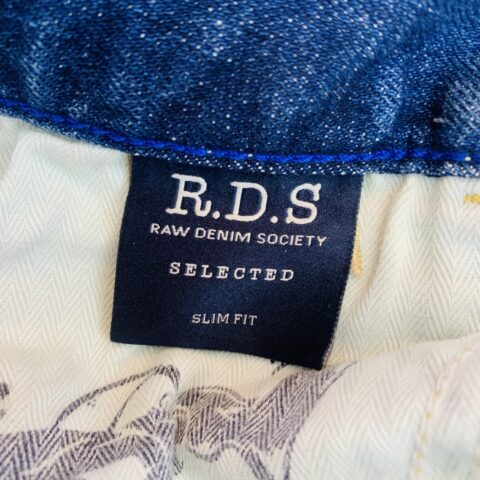 R.D.S
RAW DENIM SOCIETY
SELECTED
SLIM FIT